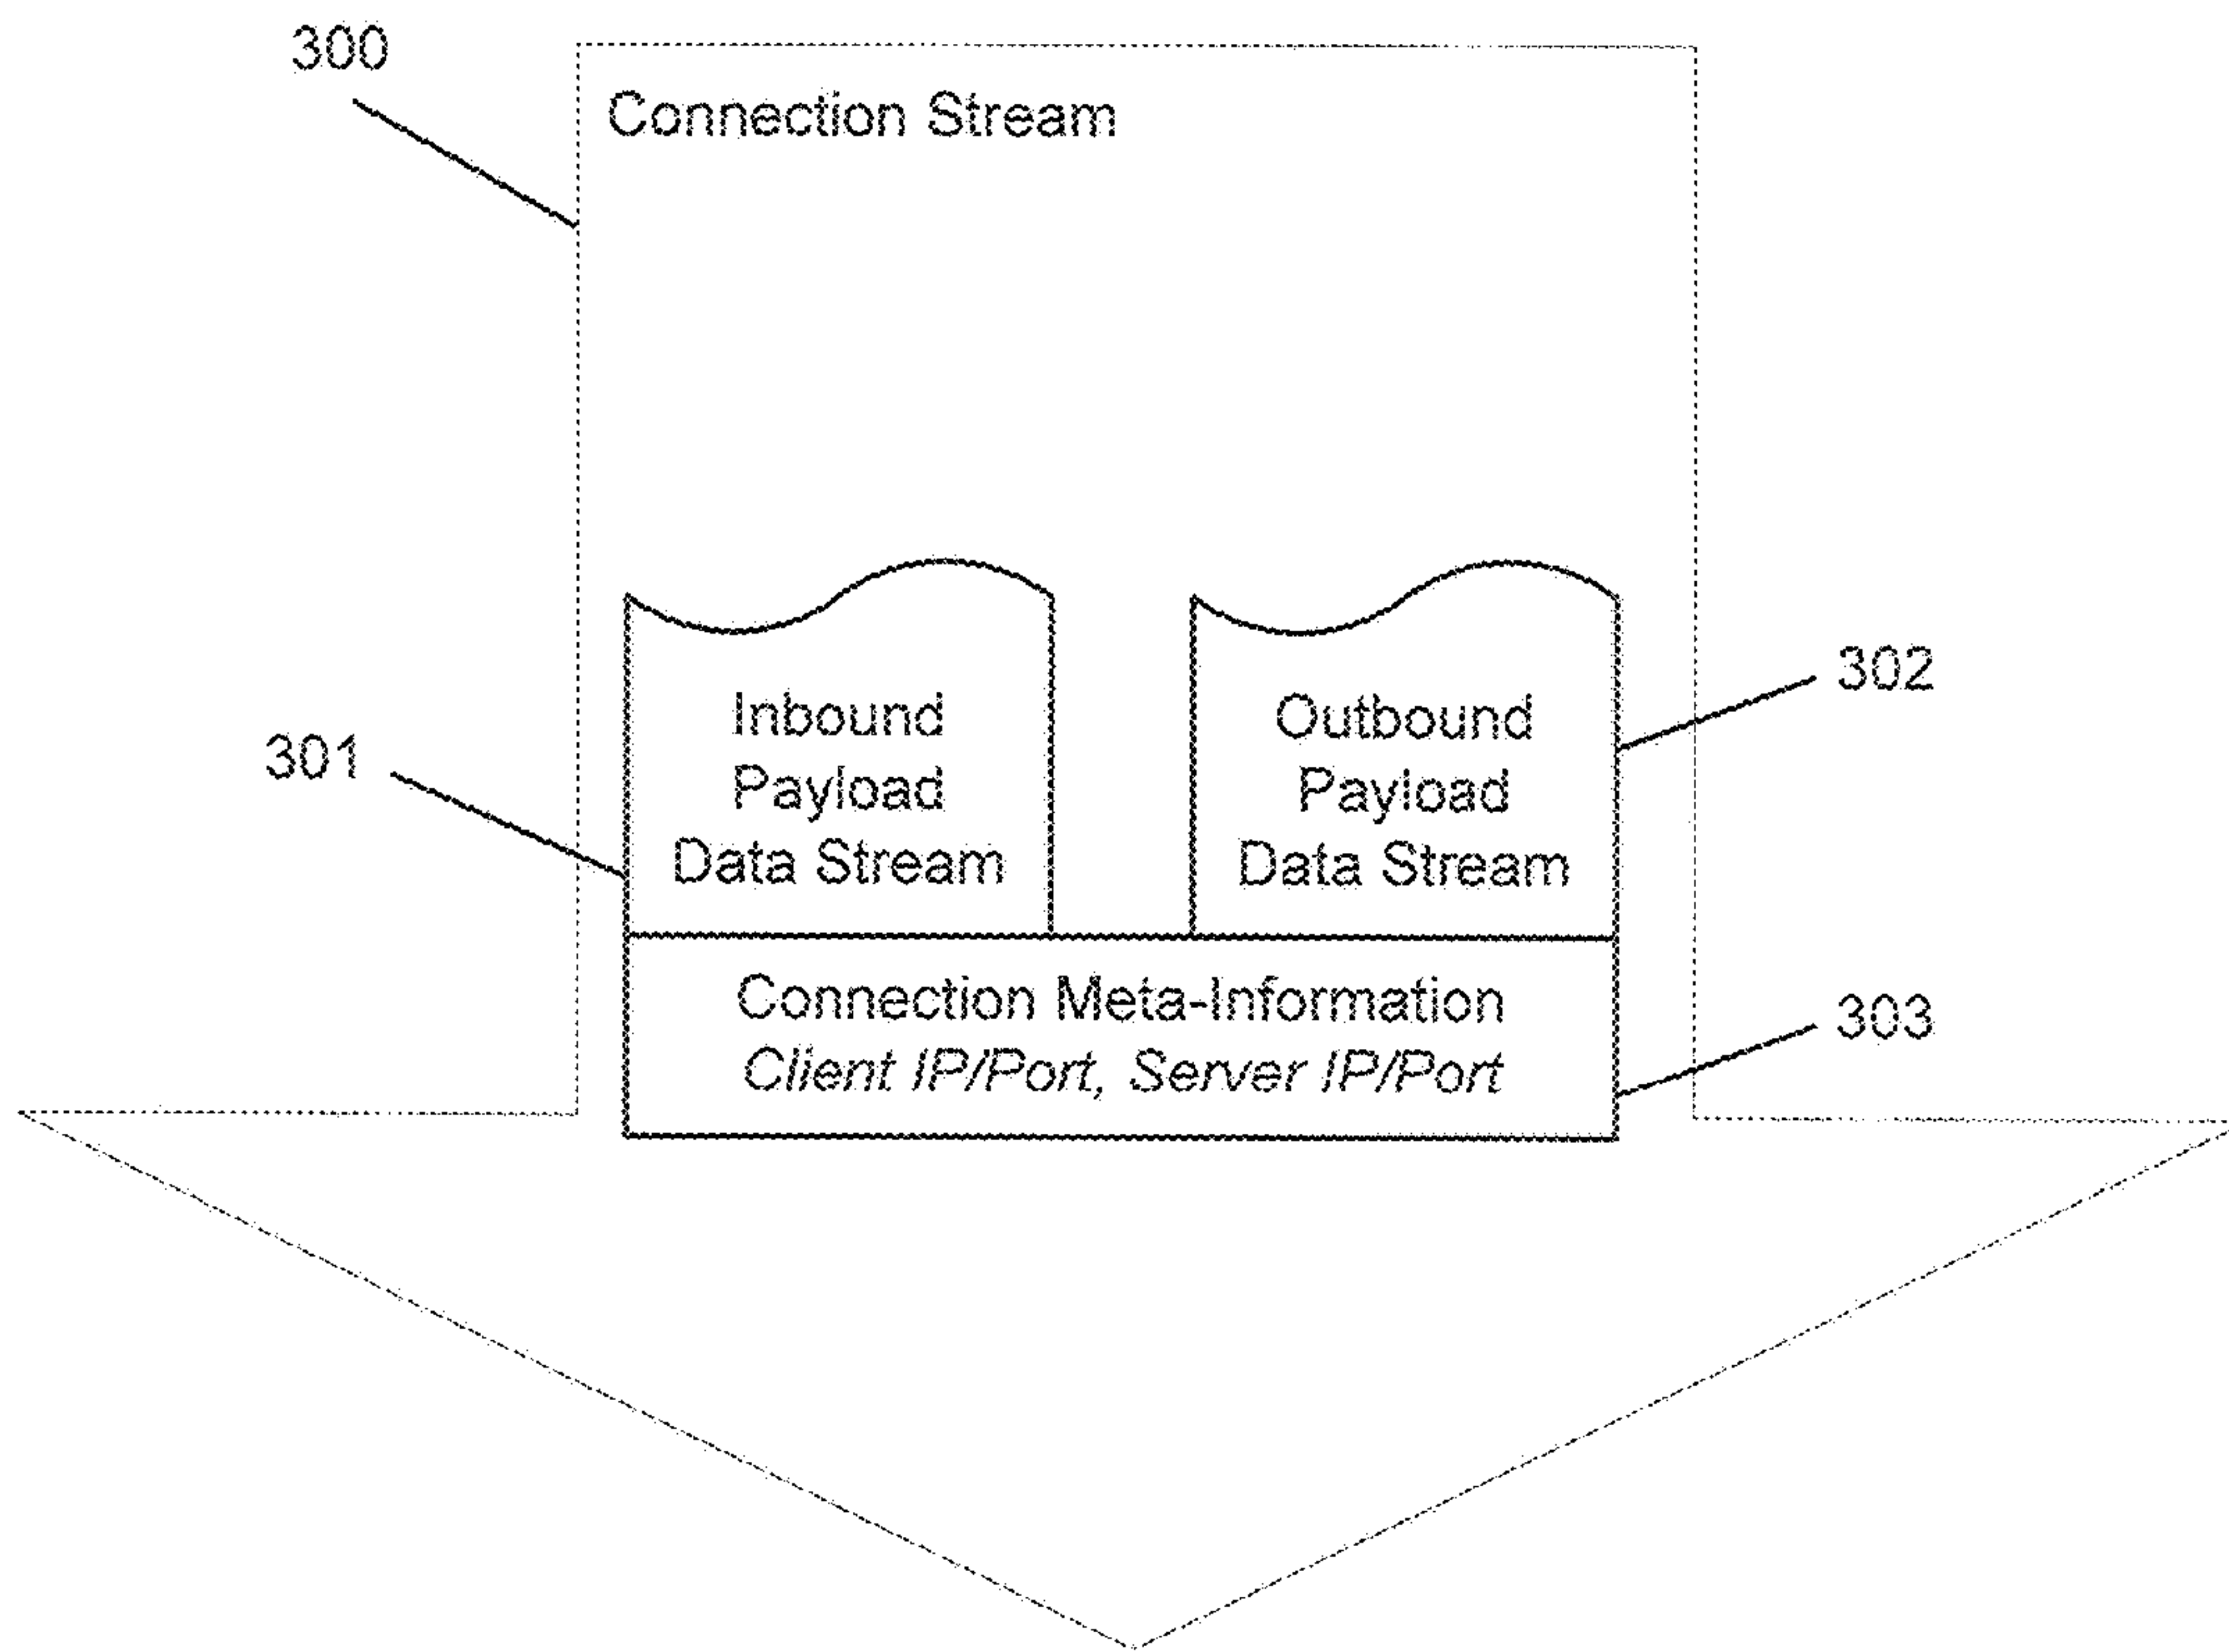 300
Connection Stream
Inbound
Payload
Data Stream
301
Outbound
Payload
Data Stream
302
Connection Meta-Information
Client IP/Port, Server IP/Port
303